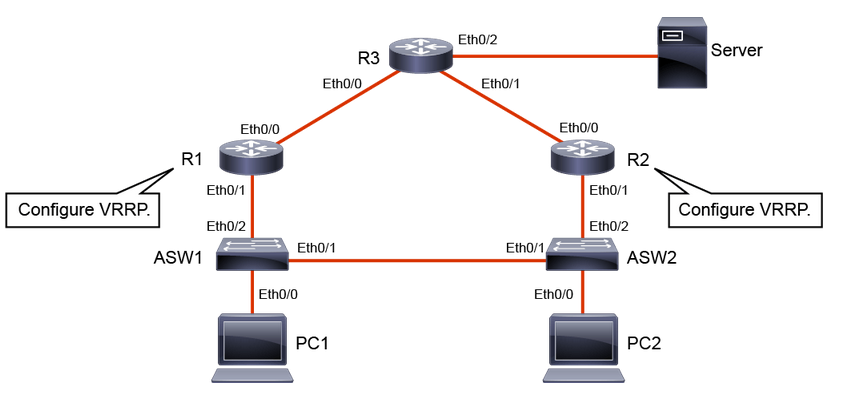 Eth0/2
R3
Server
Eth0/0
Eth0/1
Eth0/0
Eth0/0
R1
R2
Eth0/1
Eth0/1
Configure VRRP.
Configure VRRP.
Eth0/2
Eth0/2
Eth0/1
Eth0/1
ASW1
ASW2
Eth0/0
Eth0/0
PC1
PC2